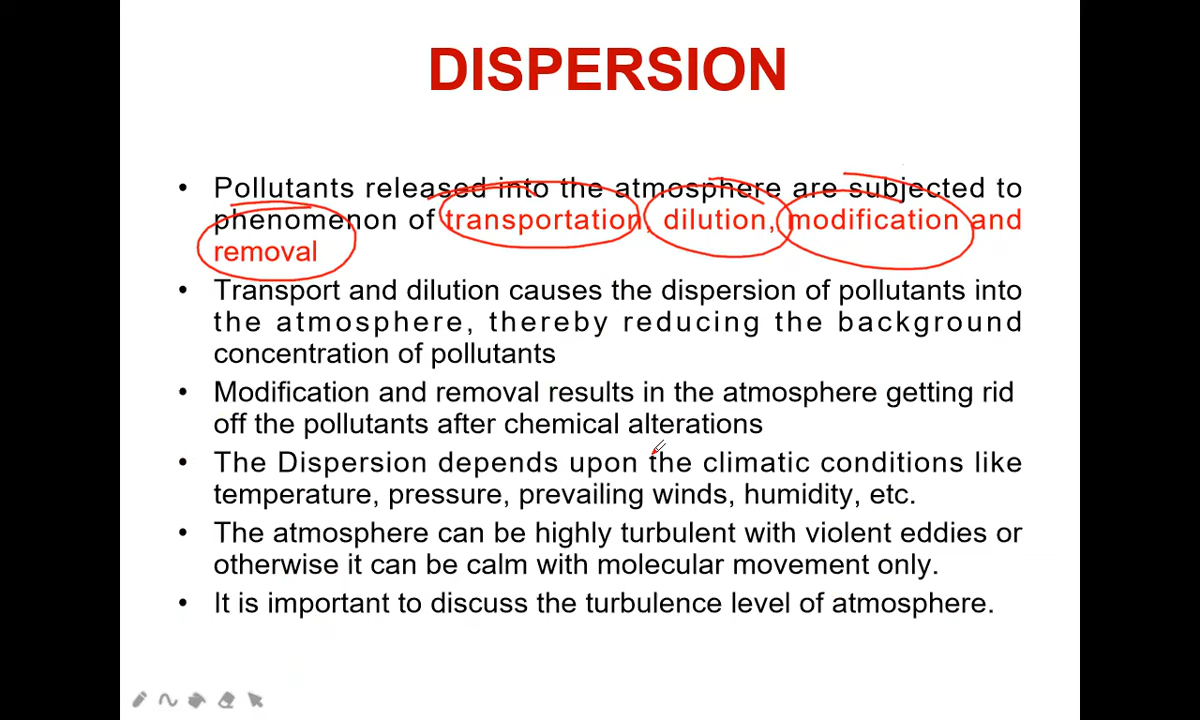 DISPERSION
• Pollutants released into the atmosphere are subjected to
phenomenon of transportation, dilution, modification and
removal
• Transport and dilution causes the dispersion of pollutants into
the atmosphere, thereby reducing the background
concentration of pollutants
• Modification and removal results in the atmosphere getting rid
off the pollutants after chemical alterations
• The Dispersion depends upon the climatic conditions like
temperature, pressure, prevailing winds, humidity, etc.
• The atmosphere can be highly turbulent with violent eddies or
otherwise it can be calm with molecular movement only.
• It is important to discuss the turbulence level of atmosphere.